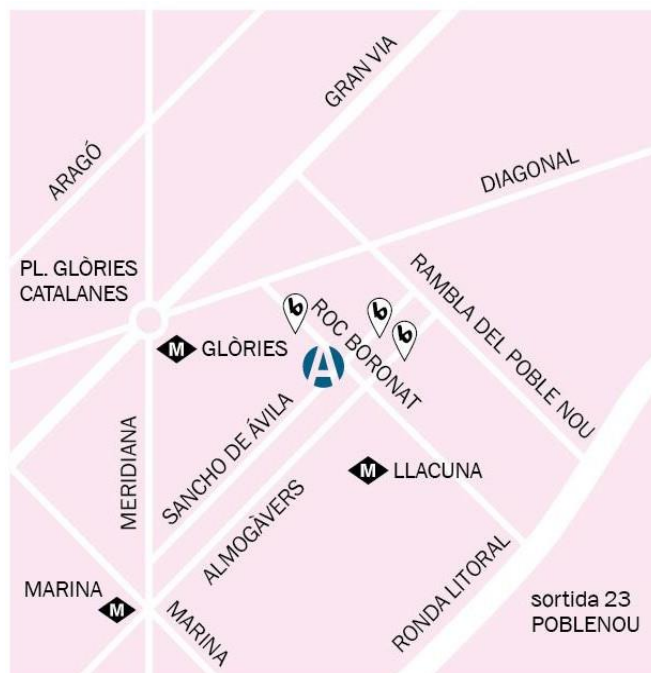 GRAN VIA
ARAGÓ
DIAGONAL
PL. GLÒRIES
CATALANES
RAMBLA DEL POBLE NOU
b
b
b
ROC BORONAT
M GLÒRIES
A
MERIDIANA
SANCHO DE ÁVILA
ALMOGÀVERS
M LLACUNA
MARINA M
MARINA
RONDA LITORAL
sortida 23
POBLENOU